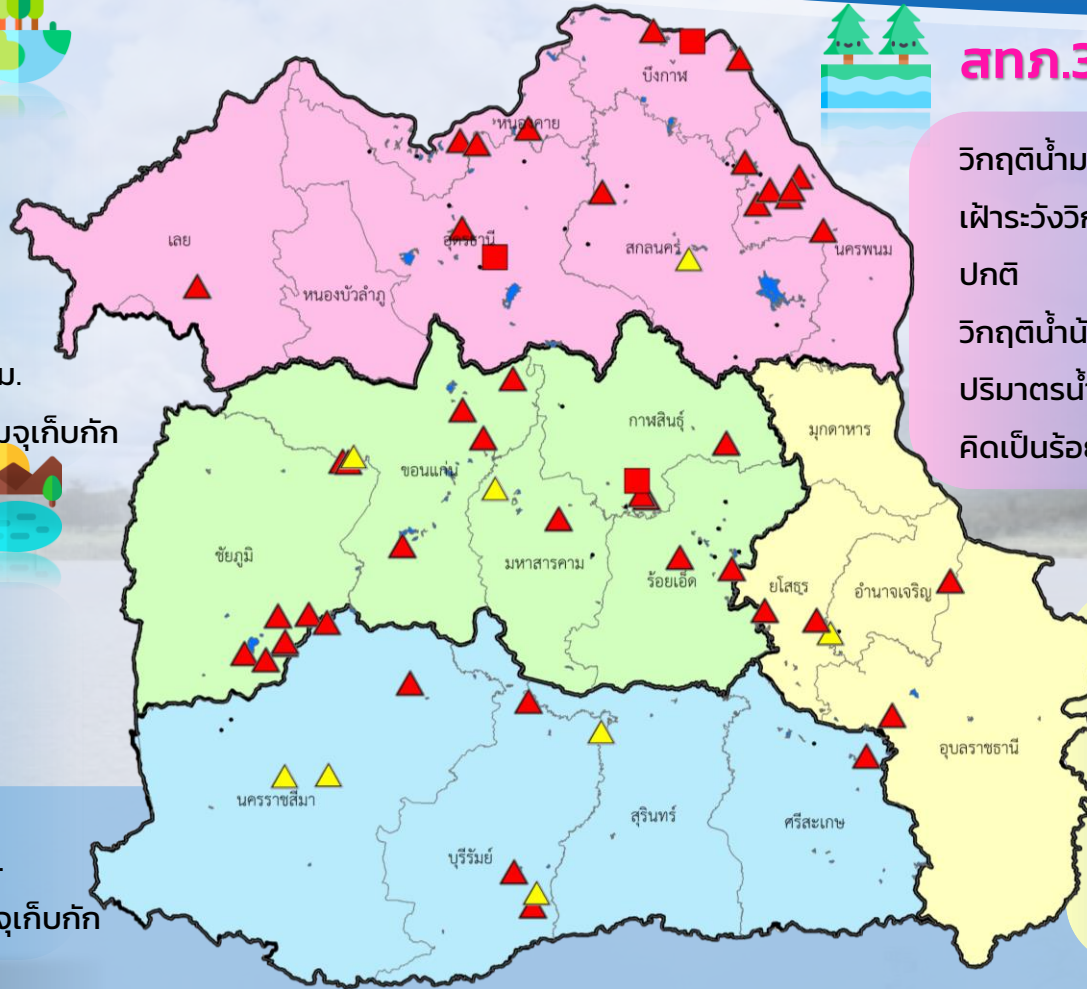 สทภ.3
วิกฤติน้ำม
เฝ้าระวังวิก
ปกติ
วิกฤติน้ำน้
ปริมาตรน้ำ
คิดเป็นร้อย
บึงกาฬ
หนองคาย
เลย
อุดรธานี
สกลนคร
นครพนม
หนองบัวลำภู
ม.
มจุเก็บกัก
กาฬสินธุ์
มุกดาหาร
ขอนแก่น
ชัยภูมิ
มหาสารคาม
ร้อยเอ็ด
ยโสธร
อำนาจเจริญ
อุบลราชธานี
นครราชสีมา
สุรินทร์
ศรีสะเกษ
บุรีรัมย์
.
จุเก็บกัก